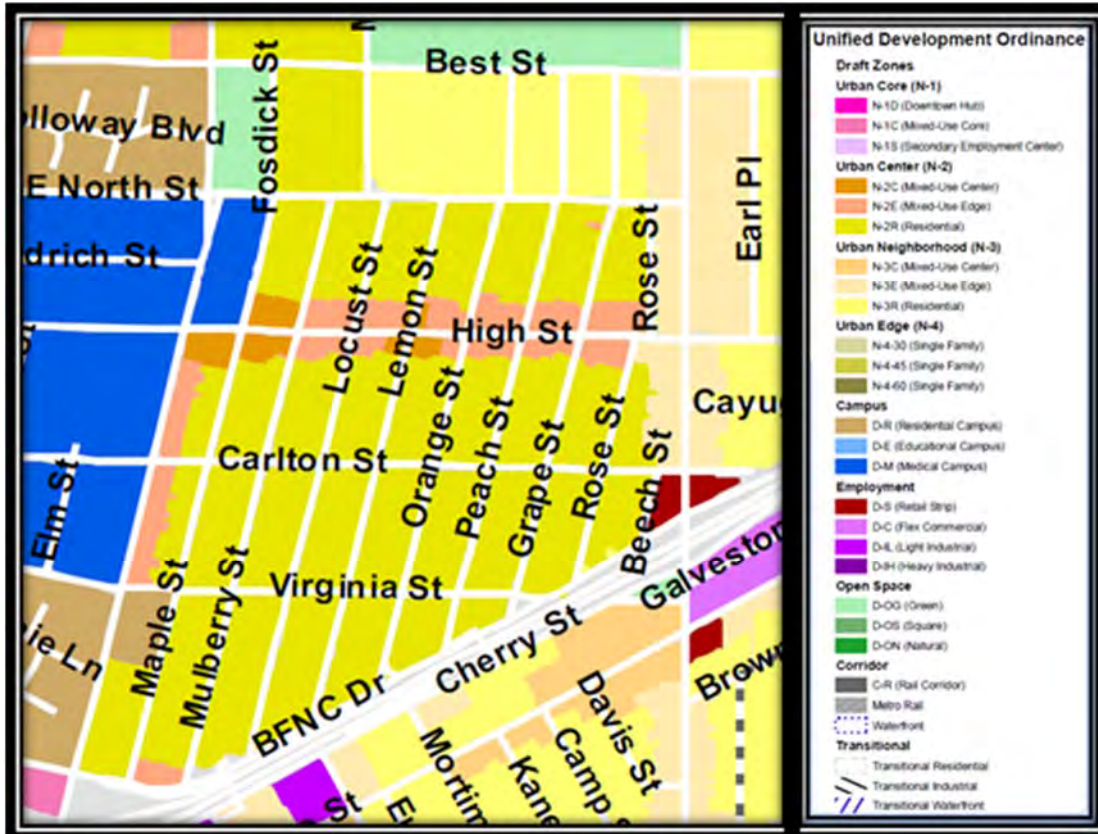 Fosdick St
Best St
olloway Blvd
E North St
drich St
Locust St
Lemon St
High St
Rose St
Earl Pl
Cayu
Carlton St
Orange St
Peach St
Grape St
Rose St
Beech St
Elm St
Maple St
Mulberry St
Virginia St
Galveston
Cherry St
BFNC Dr
ie Ln
Brown
Davis St
Camp
Kane
Mortim
St
Unified Development Ordinance
Draft Zones
Urban Core (N-1)
N-1D (Downtown Hub)
N-1C (Mixed-Use Core)
N-1S (Secondary Employment Center)
Urban Center (N-2)
N-2C (Mixed-Use Center)
N-2E (Mixed-Use Edge)
N-2R (Residential)
Urban Neighborhood (N-3)
N-3C (Mixed-Use Center)
N-3E (Mixed-Use Edge)
N-3R (Residential)
Urban Edge (N-4)
N-4-30 (Single Family)
N-4-45 (Single Family)
N-4-60 (Single Family)
Campus
D-R (Residential Campus)
D-E (Educational Campus)
D-M (Medical Campus)
Employment
D-S (Retail Strip)
D-C (Flex Commercial)
D-IL (Light Industrial)
D-IH (Heavy Industrial)
Open Space
D-OG (Green)
D-OS (Square)
D-ON (Natural)
Corridor
C-R (Rail Corridor)
Metro Rail
Waterfront
Transitional
Transitional Residential
Transitional Industrial
Transitional Waterfront